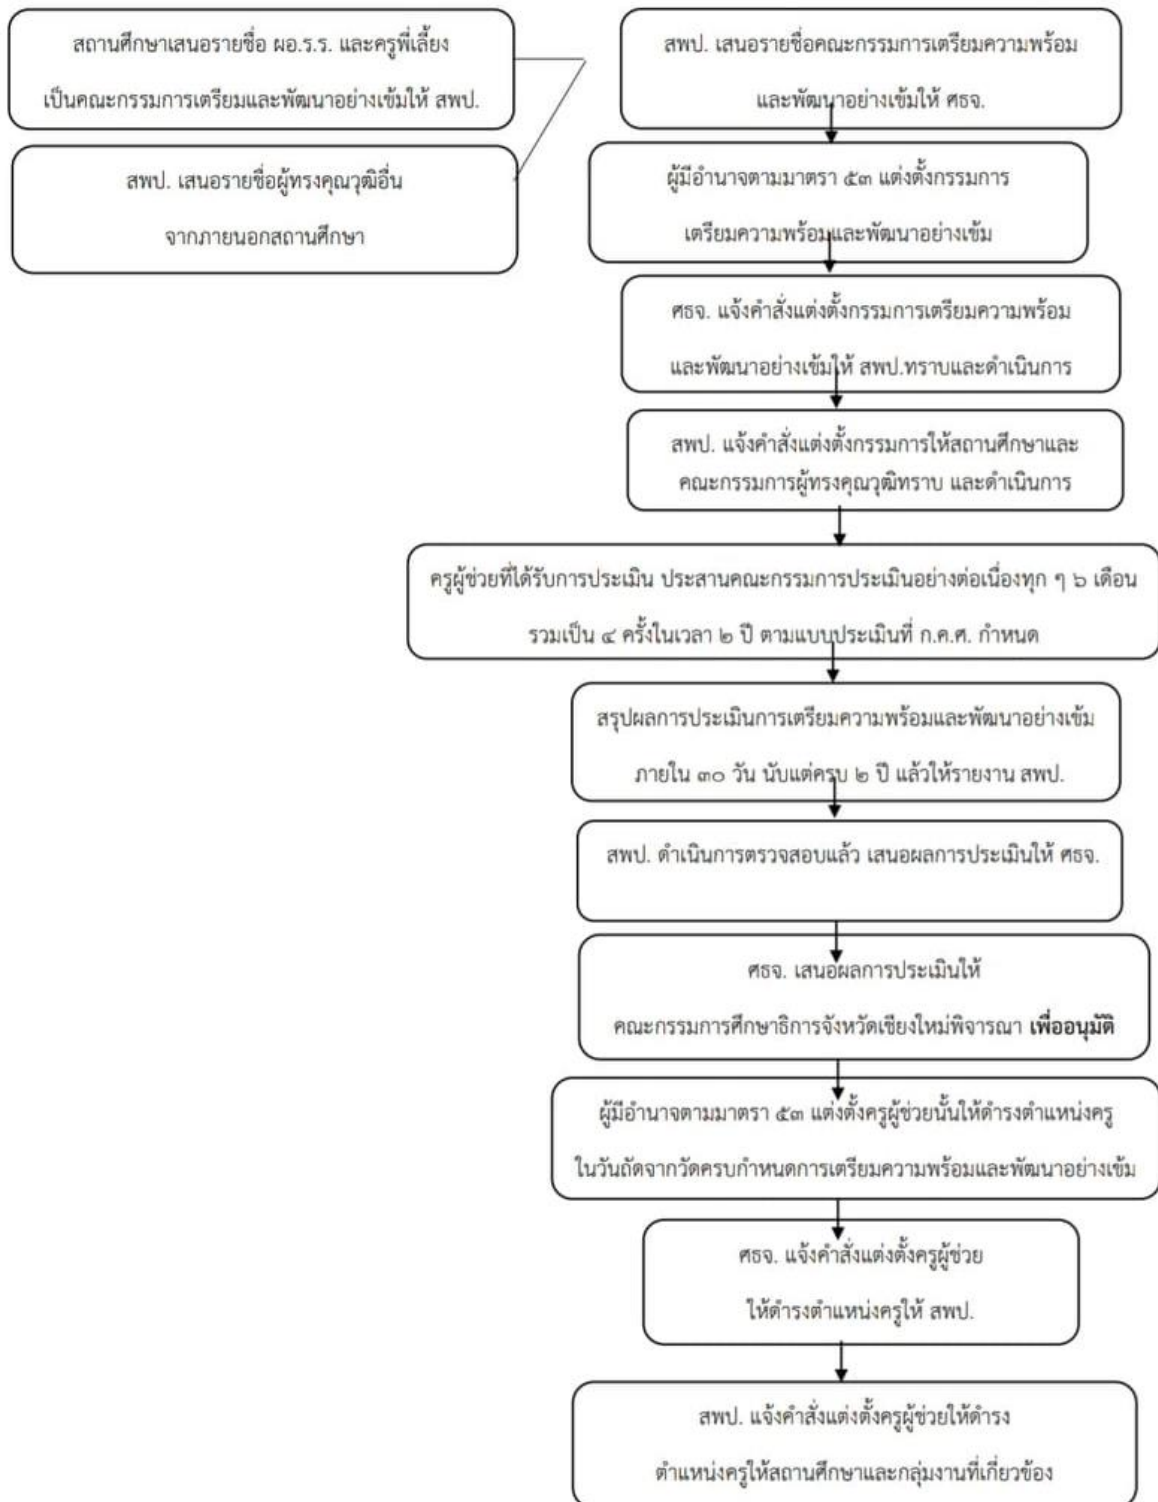 สถานศึกษาเสนอรายชื่อ ผอ.ร.ร. และครูพี่เลี้ยง
เป็นคณะกรรมการเตรียมและพัฒนาอย่างเข้มให้ สพป.
สพป. เสนอรายชื่อผู้ทรงคุณวุฒิอื่น
จากภายนอกสถานศึกษา
สพป. เสนอรายชื่อคณะกรรมการเตรียมความพร้อม
และพัฒนาอย่างเข้มให้ ศธจ.
ผู้มีอำนาจตามมาตรา ๕๓ แต่งตั้งกรรมการ
เตรียมความพร้อมและพัฒนาอย่างเข้ม
ศธจ. แจ้งคำสั่งแต่งตั้งกรรมการเตรียมความพร้อม
และพัฒนาอย่างเข้มให้ สพป.ทราบและดำเนินการ
สพป. แจ้งคำสั่งแต่งตั้งกรรมการให้สถานศึกษาและ
คณะกรรมการผู้ทรงคุณวุฒิทราบ และดำเนินการ
ครูผู้ช่วยที่ได้รับการประเมิน ประสานคณะกรรมการประเมินอย่างต่อเนื่องทุก ๆ ๖ เดือน
รวมเป็น ๔ ครั้งในเวลา ๒ ปี ตามแบบประเมินที่ ก.ค.ศ. กำหนด
สรุปผลการประเมินการเตรียมความพร้อมและพัฒนาอย่างเข้ม
ภายใน ๓๐ วัน นับแต่ครบ ๒ ปี แล้วให้รายงาน สพป.
สพป. ดำเนินการตรวจสอบแล้ว เสนอผลการประเมินให้ ศธจ.
ศธจ. เสนอผลการประเมินให้
คณะกรรมการศึกษาธิการจังหวัดเชียงใหม่พิจารณา เพื่ออนุมัติ
ผู้มีอำนาจตามมาตรา ๕๓ แต่งตั้งครูผู้ช่วยนั้นให้ดำรงตำแหน่งครู
ในวันถัดจากวัดครบกำหนดการเตรียมความพร้อมและพัฒนาอย่างเข้ม
ศธจ. แจ้งคำสั่งแต่งตั้งครูผู้ช่วย
ให้ดำรงตำแหน่งครูให้ สพป.
สพป. แจ้งคำสั่งแต่งตั้งครูผู้ช่วยให้ดำรง
ตำแหน่งครูให้สถานศึกษาและกลุ่มงานที่เกี่ยวข้อง